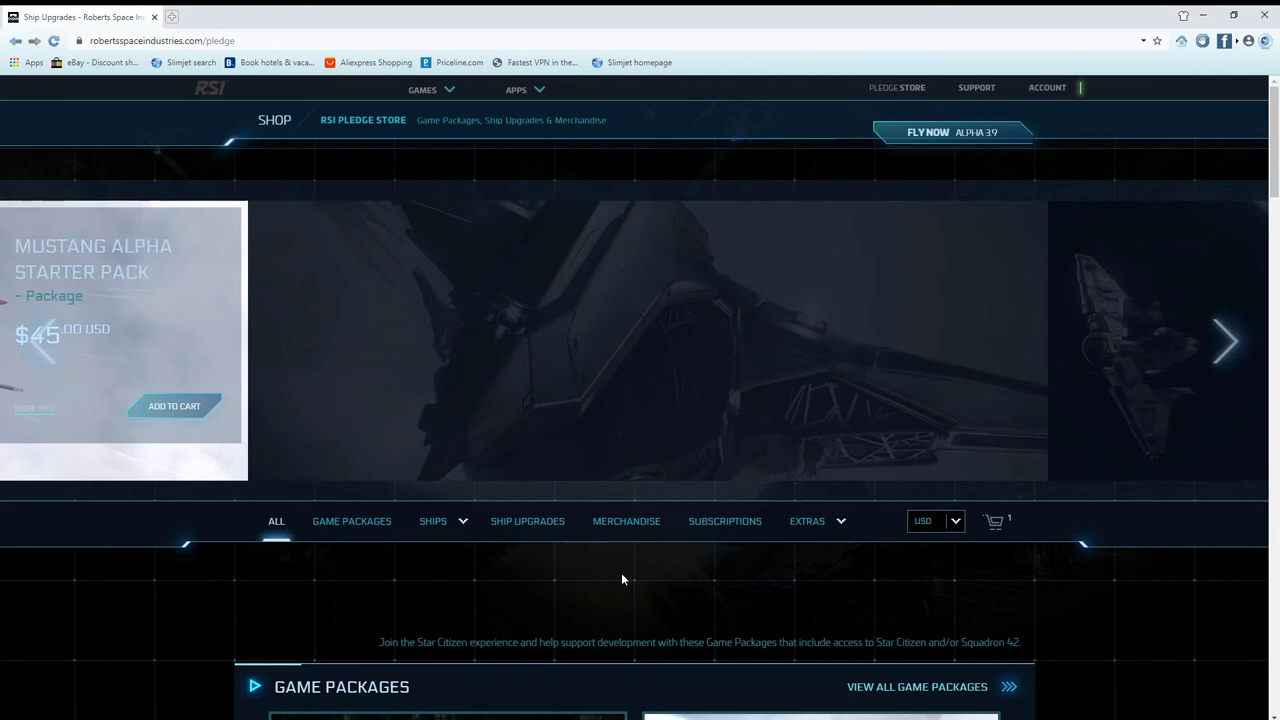 Ship Upgrades - Roberts Space In
robertsspaceindustries.com/pledge
Apps eBay - Discount sh... Slimjet search Book hotels & vaca... Aliexpress Shopping Priceline.com Fastest VPN in the... Slimjet homepage
RSI GAMES APPS PLEDGE STORE SUPPORT ACCOUNT
SHOP RSI PLEDGE STORE Game Packages, Ship Upgrades & Merchandise FLY NOW ALPHA 3.9
MUSTANG ALPHA
STARTER PACK
- Package
$45.00 USD
MORE INFO ADD TO CART
ALL GAME PACKAGES SHIPS SHIP UPGRADES MERCHANDISE SUBSCRIPTIONS EXTRAS USD 1
Join the Star Citizen experience and help support development with these Game Packages that include access to Star Citizen and/or Squadron 42.
GAME PACKAGES VIEW ALL GAME PACKAGES